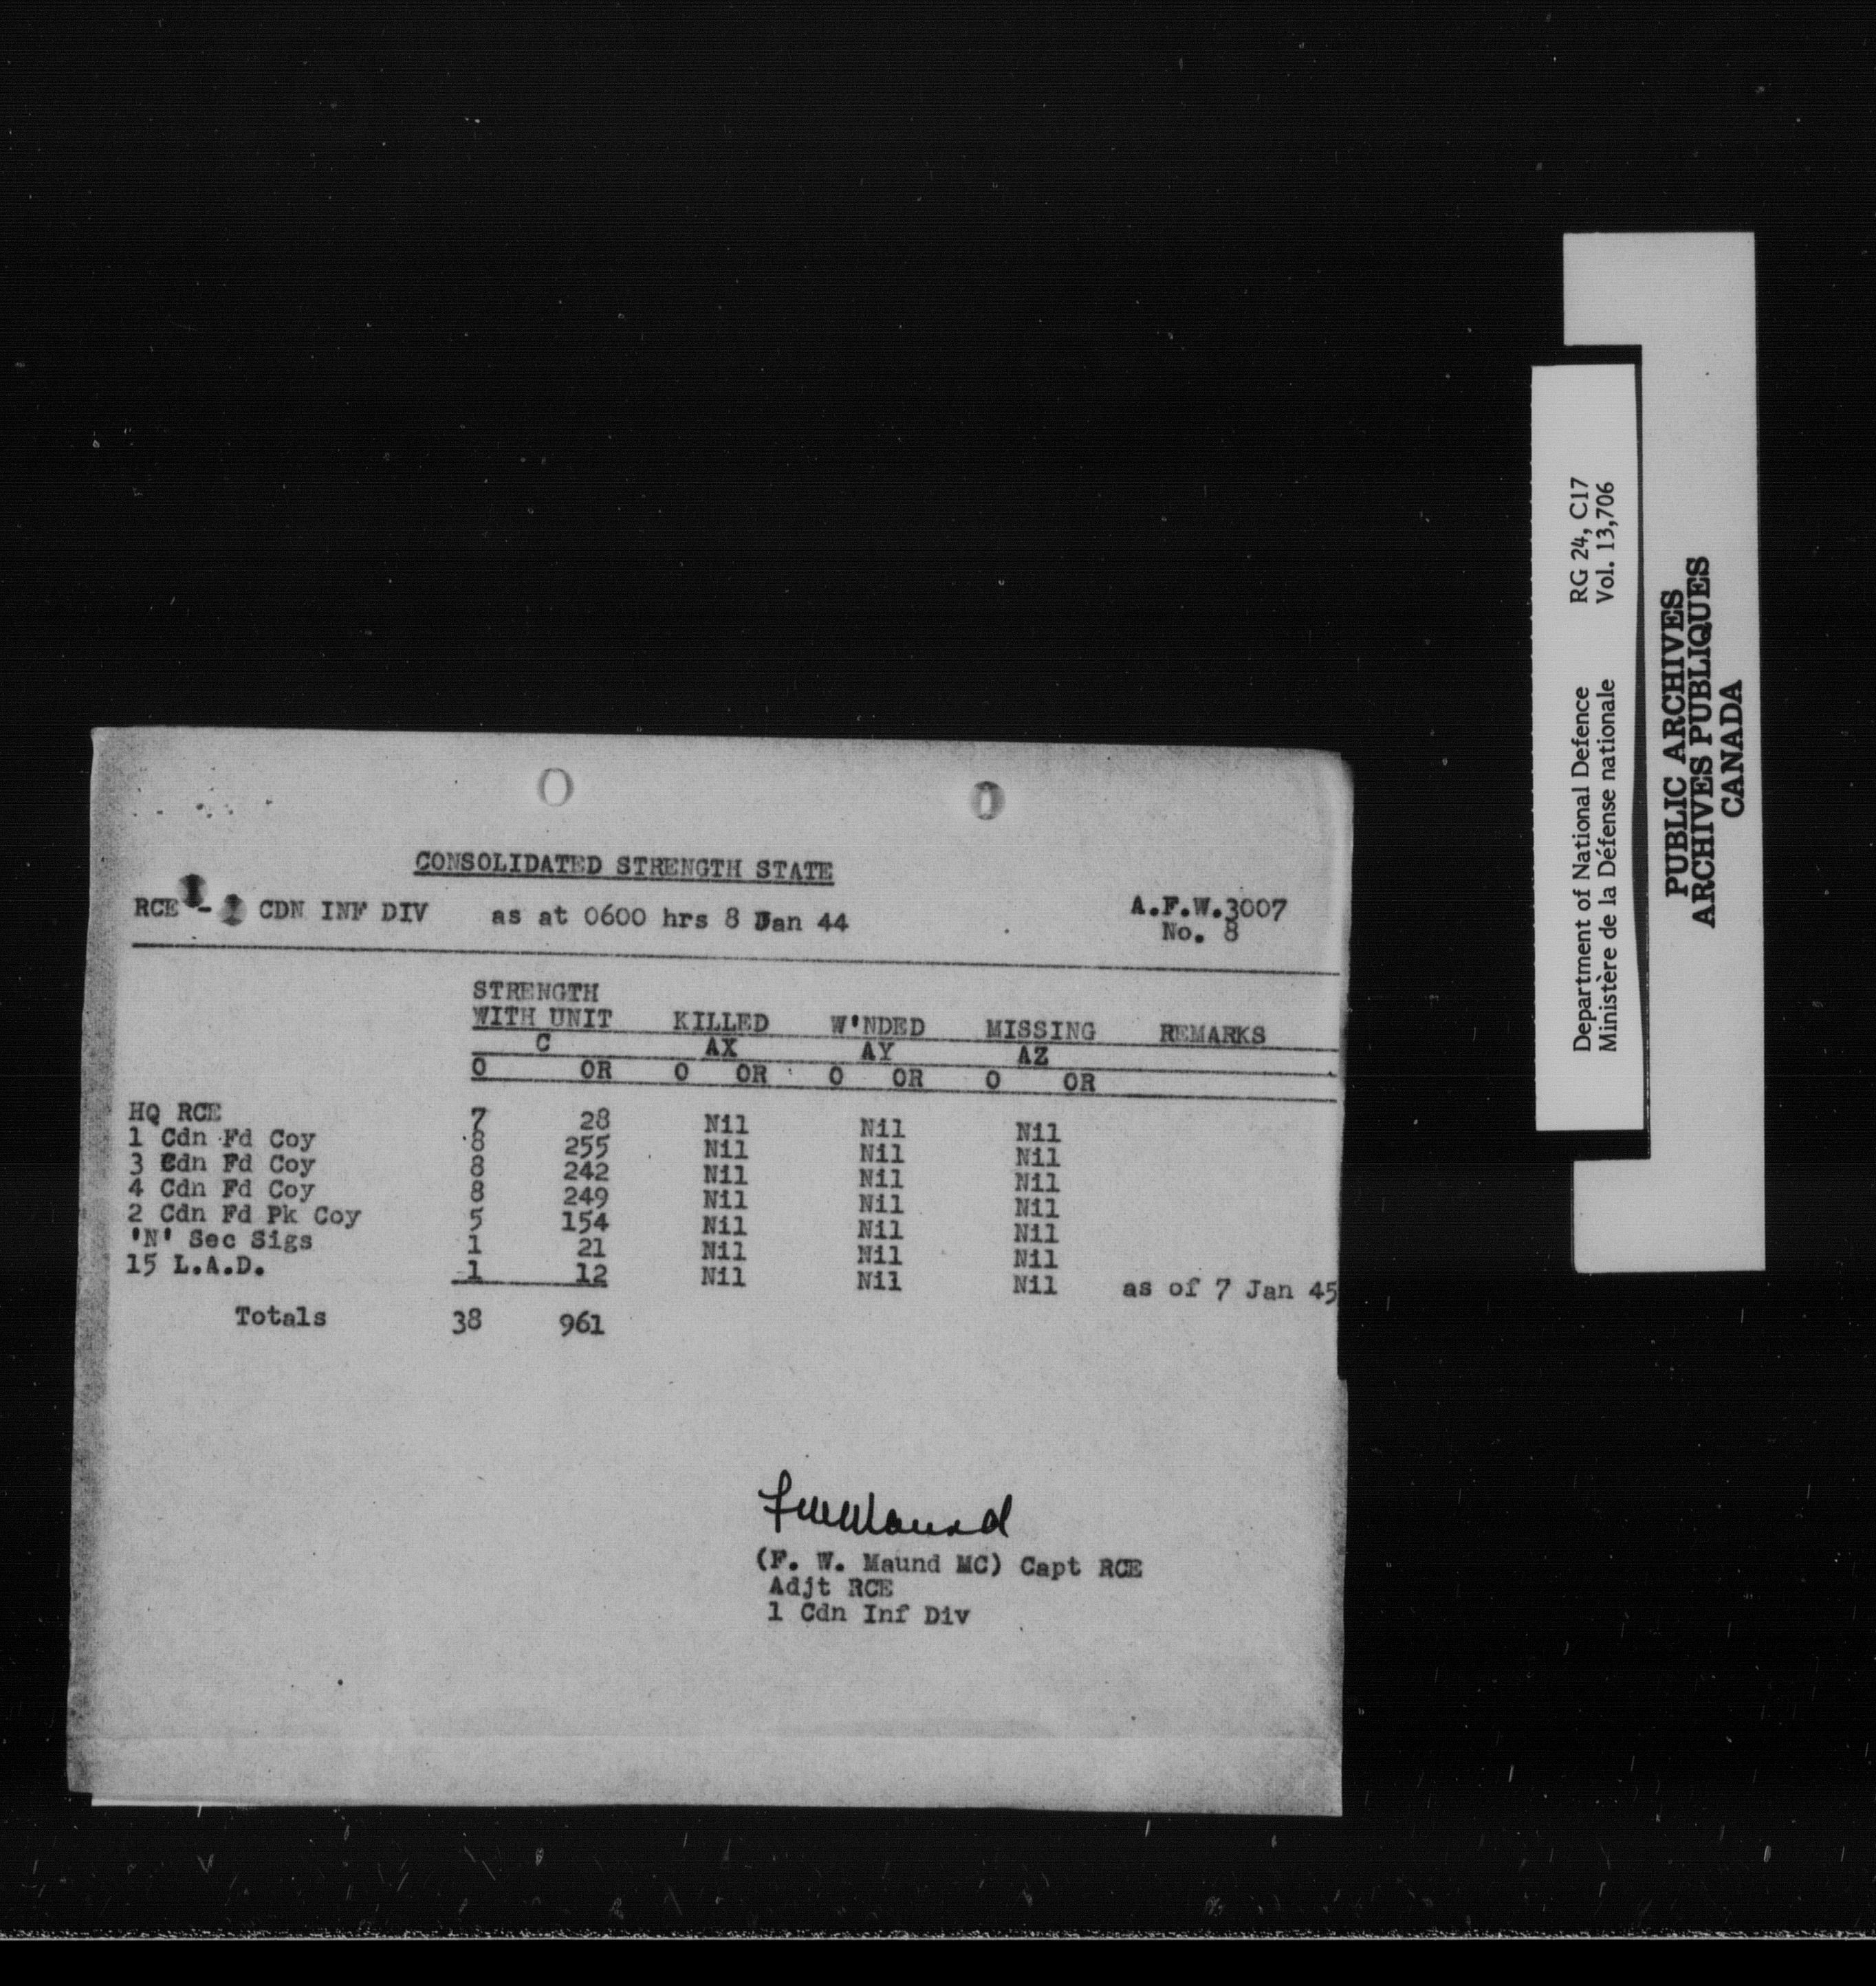 CONSOLIDATED STRENGTH STATE
RCE - 1 CDN INF DIV as at 0600 hrs 8 Jan 44 A.F.W.3007
No. 8
STRENGTH
WITH UNIT KILLED W'NDED MISSING REMARKS
C AX AY AZ
O OR O OR O OR O OR
HQ RCE 7 28 Nil Nil Nil
1 Cdn Fd Coy 8 255 Nil Nil Nil
3 Cdn Fd Coy 8 242 Nil Nil Nil
4 Cdn Fd Coy 8 249 Nil Nil Nil
2 Cdn Fd Pk Coy 5 154 Nil Nil Nil
'N' Sec Sigs 1 21 Nil Nil Nil
15 L.A.D. 1 12 Nil Nil Nil as of 7 Jan 45
Totals 38 961
FWMaund
(F. W. Maund MC) Capt RCE
Adjt RCE
1 Cdn Inf Div
Department of National Defence RG 24, C17
Ministère de la Défense nationale Vol. 13,706
PUBLIC ARCHIVES
ARCHIVES PUBLIQUES
CANADA